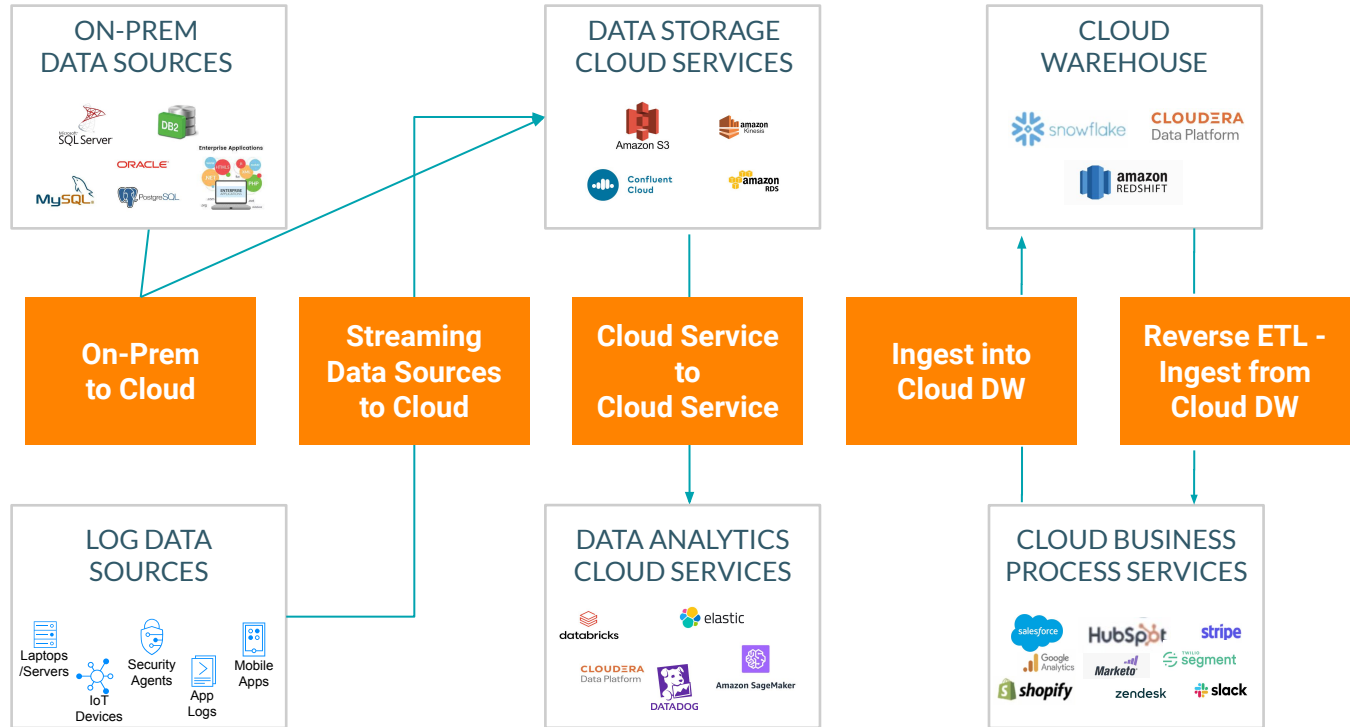 ON-PREM
DATA SOURCES
Microsoft
SQL Server
DB2
ORACLE
Enterprise Applications
MySQL
PostgreSQL
.NET
PHP
ENTERPRISE
DATA STORAGE
CLOUD SERVICES
Amazon S3
amazon
Kinesis
Confluent
Cloud
amazon
RDS
CLOUD
WAREHOUSE
snowflake
CLOUDERA
Data Platform
amazon
REDSHIFT
On-Prem
to Cloud
Streaming
Data Sources
to Cloud
Cloud Service
to
Cloud Service
Ingest into
Cloud DW
Reverse ETL -
Ingest from
Cloud DW
LOG DATA
SOURCES
Laptops
/Servers
IoT
Devices
Security
Agents
App
Logs
Mobile
Apps
DATA ANALYTICS
CLOUD SERVICES
databricks
elastic
CLOUDERA
Data Platform
DATADOG
Amazon SageMaker
CLOUD BUSINESS
PROCESS SERVICES
salesforce
HubSpot
stripe
Google
Analytics
Marketo
TWILIO
segment
shopify
zendesk
slack